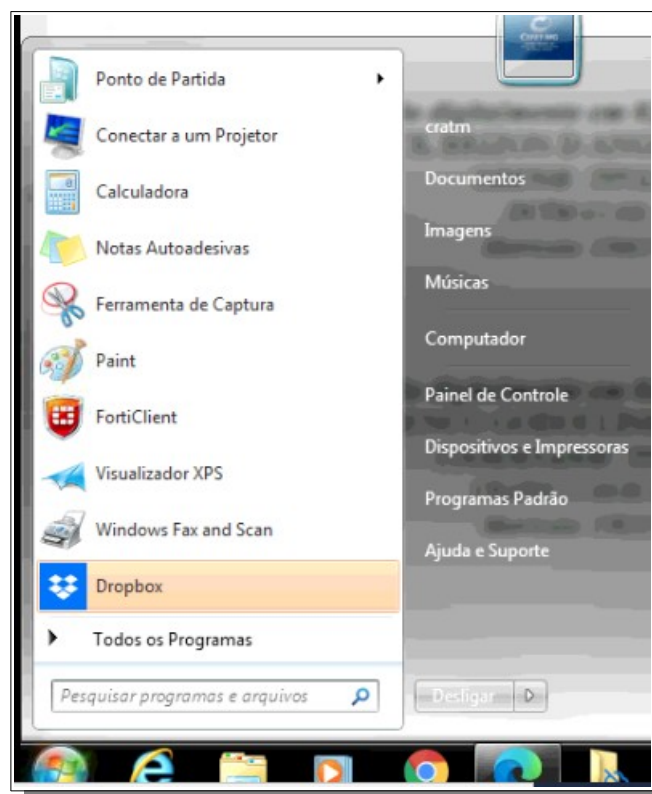 Ponto de Partida
Conectar a um Projetor
Calculadora
Notas Autoadesivas
Ferramenta de Captura
Paint
FortiClient
Visualizador XPS
Windows Fax and Scan
Dropbox
Todos os Programas
Pesquisar programas e arquivos
cratm
Documentos
Imagens
Músicas
Computador
Painel de Controle
Dispositivos e Impressoras
Programas Padrão
Ajuda e Suporte
Desligar